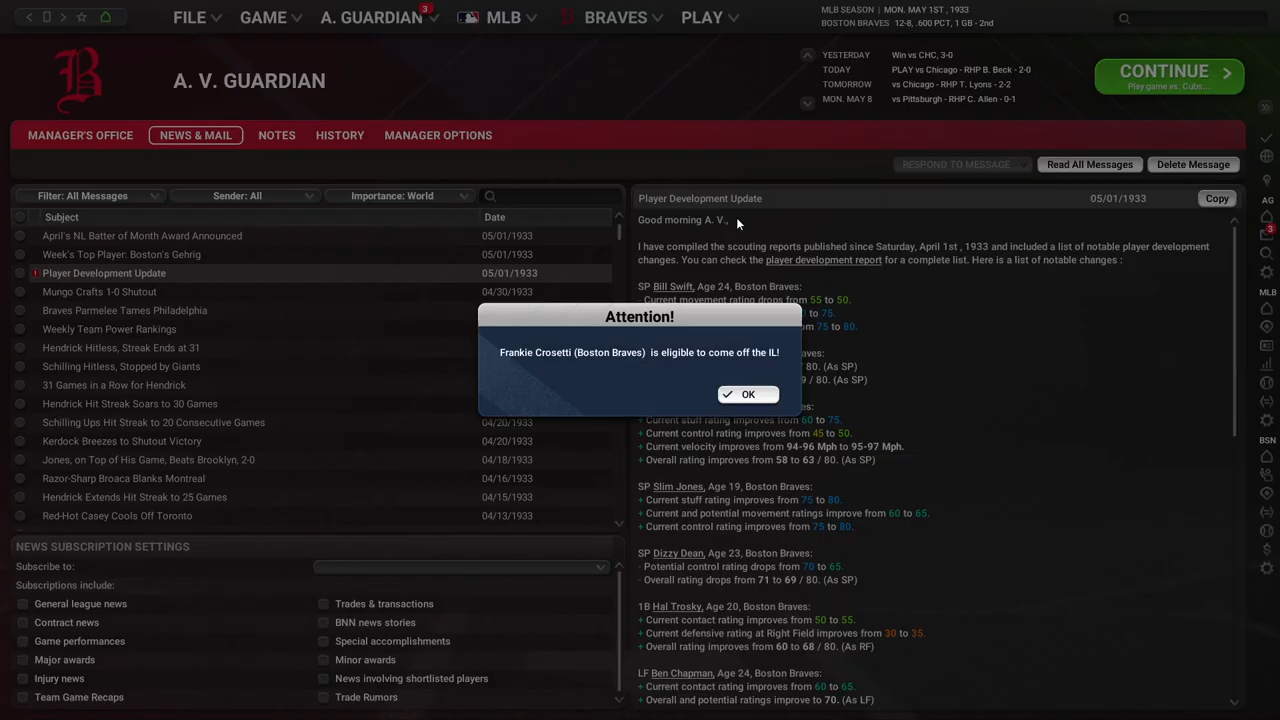 FILE
GAME
A. GUARDIAN
3
MLB
BRAVES
PLAY
MLB SEASON | MON. MAY 1ST, 1933
BOSTON BRAVES 12-8, .600 PCT, 1 GB - 2nd
B
A. V. GUARDIAN
YESTERDAY Win vs CHC, 3-0
TODAY PLAY vs Chicago - RHP B. Beck - 2-0
TOMORROW vs Chicago - RHP T. Lyons - 2-2
MON. MAY 8 vs Pittsburgh - RHP C. Allen - 0-1
CONTINUE
Play game vs. Cubs...
MANAGER'S OFFICE
NEWS & MAIL
NOTES
HISTORY
MANAGER OPTIONS
RESPOND TO MESSAGE
Read All Messages
Delete Message
Filter: All Messages
Sender: All
Importance: World
Subject Date
April's NL Batter of Month Award Announced 05/01/1933
Week's Top Player: Boston's Gehrig 05/01/1933
Player Development Update 05/01/1933
Mungo Crafts 1-0 Shutout 04/30/1933
Braves Parmelee Tames Philadelphia
Weekly Team Power Rankings
Hendrick Hitless, Streak Ends at 31
Schilling Hitless, Stopped by Giants
31 Games in a Row for Hendrick
Hendrick Hit Streak Soars to 30 Games
Schilling Ups Hit Streak to 20 Consecutive Games 04/20/1933
Kerdock Breezes to Shutout Victory 04/20/1933
Jones, on Top of His Game, Beats Brooklyn, 2-0 04/18/1933
Razor-Sharp Broaca Blanks Montreal 04/16/1933
Hendrick Extends Hit Streak to 25 Games 04/15/1933
Red-Hot Casey Cools Off Toronto 04/13/1933
NEWS SUBSCRIPTION SETTINGS
Subscribe to:
Subscriptions include:
General league news
Trades & transactions
Contract news
BNN news stories
Game performances
Special accomplishments
Major awards
Minor awards
Injury news
News involving shortlisted players
Team Game Recaps
Trade Rumors
Player Development Update 05/01/1933
Copy
Good morning A. V.,
I have compiled the scouting reports published since Saturday, April 1st , 1933 and included a list of notable player development
changes. You can check the player development report for a complete list. Here is a list of notable changes :
SP Bill Swift, Age 24, Boston Braves:
- Current movement rating drops from 55 to 50.
to 75.
75 to 80.
80. (As SP)
/ 80. (As SP)
+ Current stuff rating improves from 60 to 75.
+ Current control rating improves from 45 to 50.
+ Current velocity improves from 94-96 Mph to 95-97 Mph.
+ Overall rating improves from 58 to 63 / 80. (As SP)
SP Slim Jones, Age 19, Boston Braves:
+ Current stuff rating improves from 75 to 80.
+ Current and potential movement ratings improve from 60 to 65.
+ Current control rating improves from 75 to 80.
SP Dizzy Dean, Age 23, Boston Braves:
- Potential control rating drops from 70 to 65.
- Overall rating drops from 71 to 69 / 80. (As SP)
1B Hal Trosky, Age 20, Boston Braves:
+ Current contact rating improves from 50 to 55.
+ Current defensive rating at Right Field improves from 30 to 35.
+ Overall rating improves from 60 to 68 / 80. (As RF)
LF Ben Chapman, Age 24, Boston Braves:
+ Current contact rating improves from 60 to 65.
+ Overall and potential ratings improve to 70. (As LF)
Attention!
Frankie Crosetti (Boston Braves) is eligible to come off the IL!
OK
AG
3
MLB
BSN